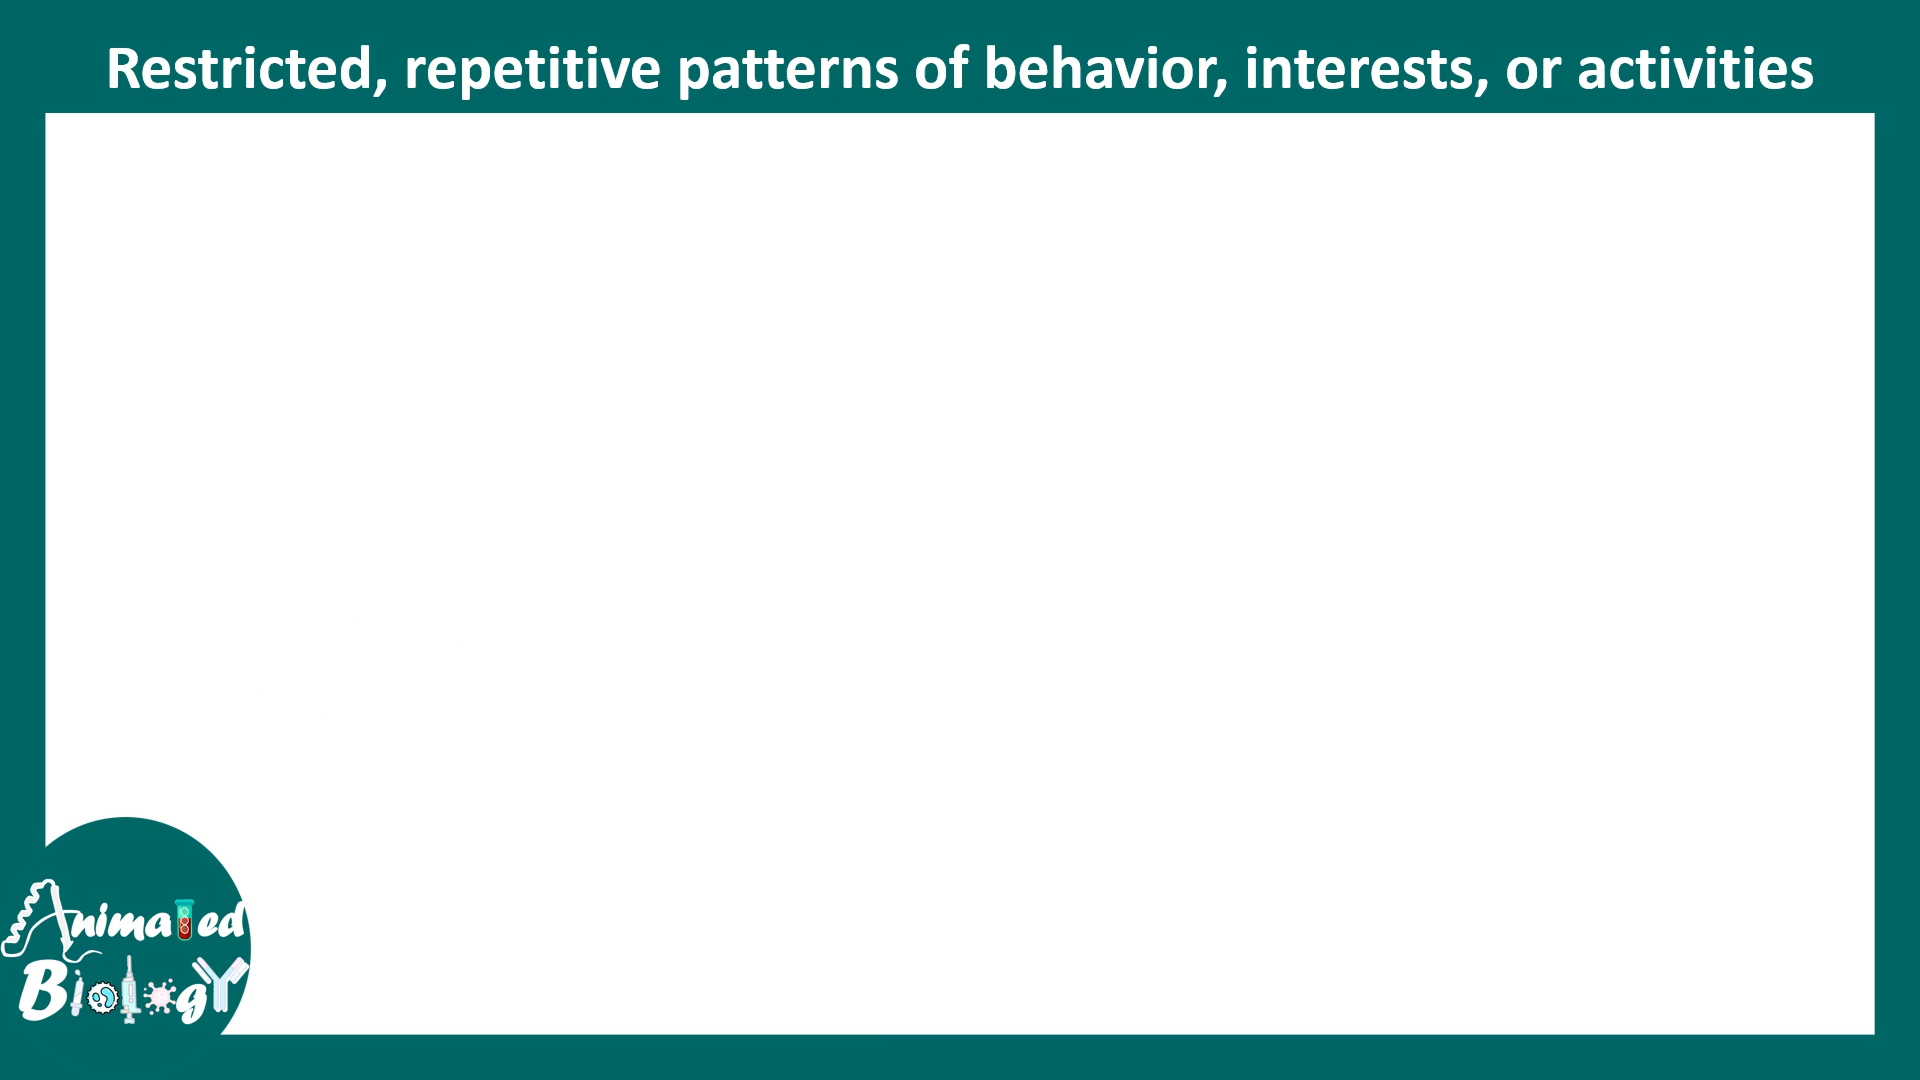 Restricted, repetitive patterns of behavior, interests, or activities
Animated
Biology